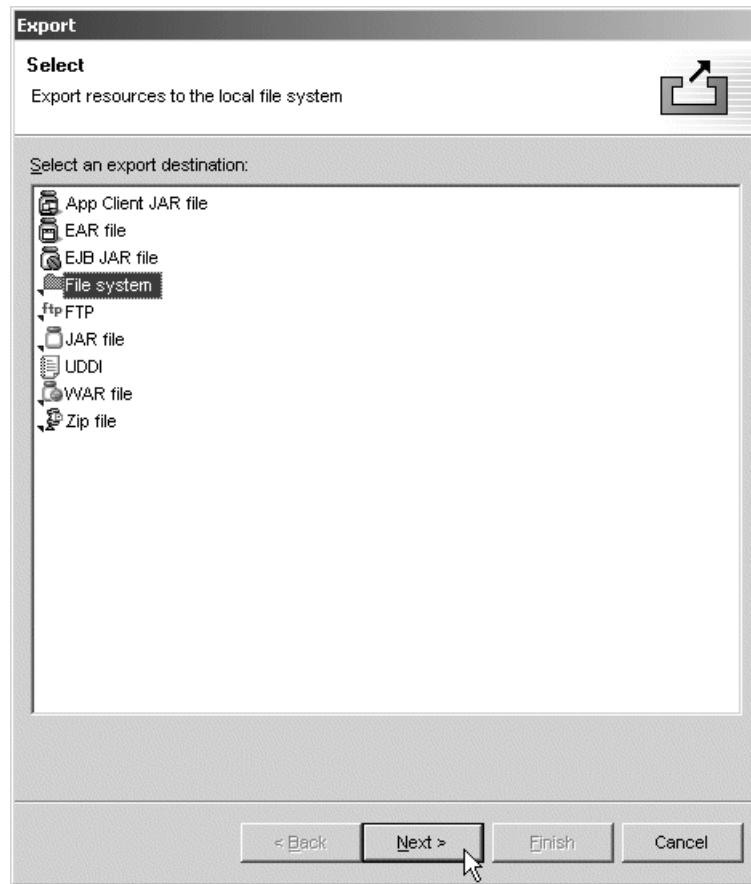 Export
Select
Export resources to the local file system
Select an export destination:
App Client JAR file
EAR file
EJB JAR file
File system
ftp FTP
JAR file
UDDI
WAR file
Zip file
< Back Next > Finish Cancel